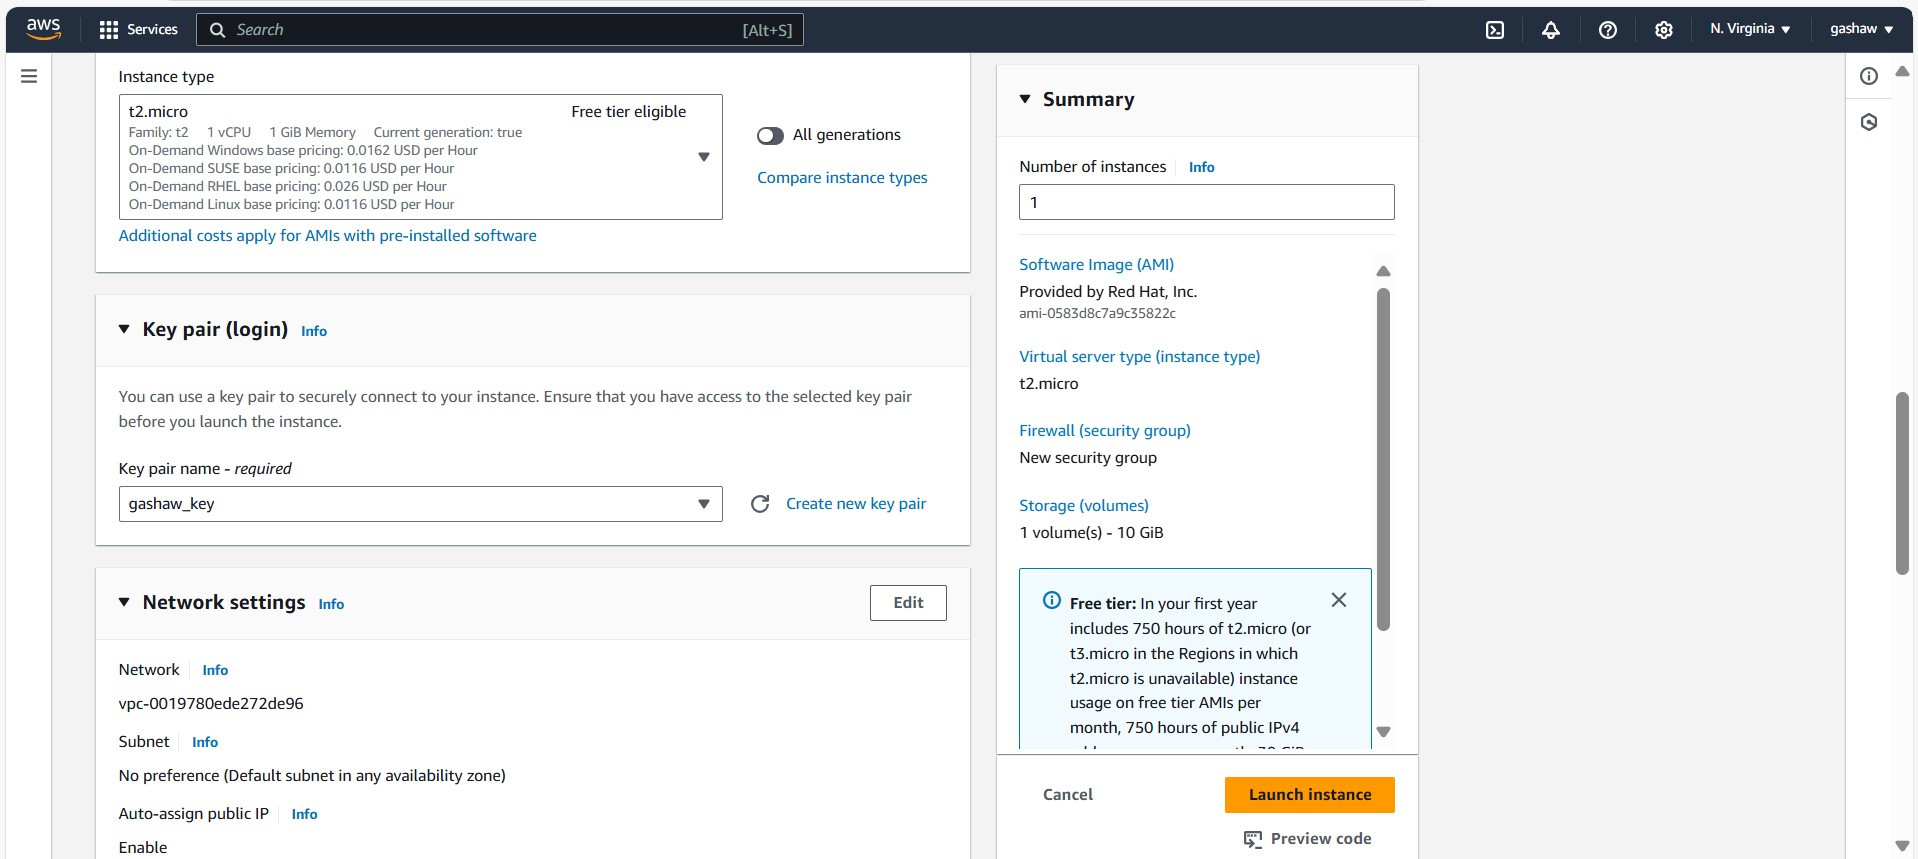 aws
Services
Search
[Alt+S]
N. Virginia
gashaw
Instance type
t2.micro
Free tier eligible
Family: t2 1 vCPU 1 GiB Memory Current generation: true
On-Demand Windows base pricing: 0.0162 USD per Hour
On-Demand SUSE base pricing: 0.0116 USD per Hour
On-Demand RHEL base pricing: 0.026 USD per Hour
On-Demand Linux base pricing: 0.0116 USD per Hour
All generations
Compare instance types
Additional costs apply for AMIs with pre-installed software
Key pair (login) Info
You can use a key pair to securely connect to your instance. Ensure that you have access to the selected key pair
before you launch the instance.
Key pair name - required
gashaw_key
Create new key pair
Network settings Info
Edit
Network Info
vpc-0019780ede272de96
Subnet Info
No preference (Default subnet in any availability zone)
Auto-assign public IP Info
Enable
Summary
Number of instances Info
1
Software Image (AMI)
Provided by Red Hat, Inc.
ami-0583d8c7a9c35822c
Virtual server type (instance type)
t2.micro
Firewall (security group)
New security group
Storage (volumes)
1 volume(s) - 10 GiB
Free tier: In your first year
includes 750 hours of t2.micro (or
t3.micro in the Regions in which
t2.micro is unavailable) instance
usage on free tier AMIs per
month, 750 hours of public IPv4
Cancel
Launch instance
Preview code